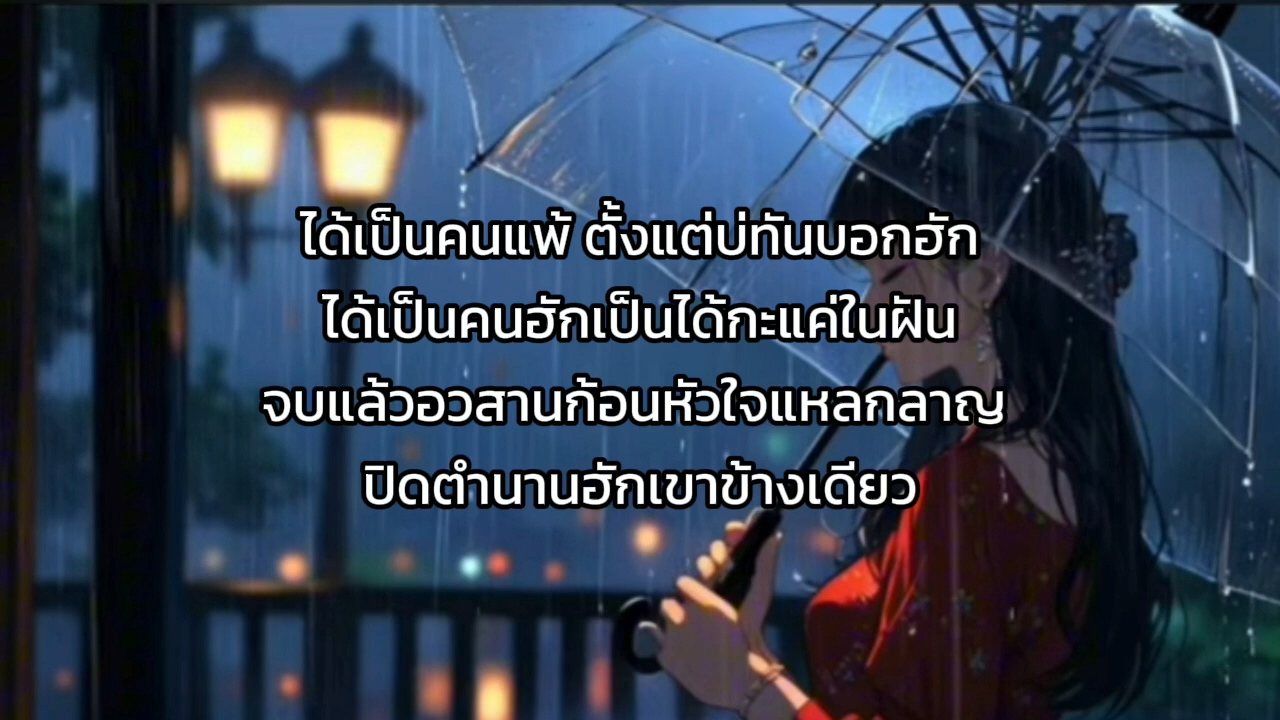 ได้เป็นคนแพ้ ตั้งแต่บ่ทันบอกฮัก
ได้เป็นคนฮักเป็นได้กะแค่ในฝัน
จบแล้วอวสานก้อนหัวใจแหลกลาญ
ปิดตำนานฮักเขาข้างเดียว